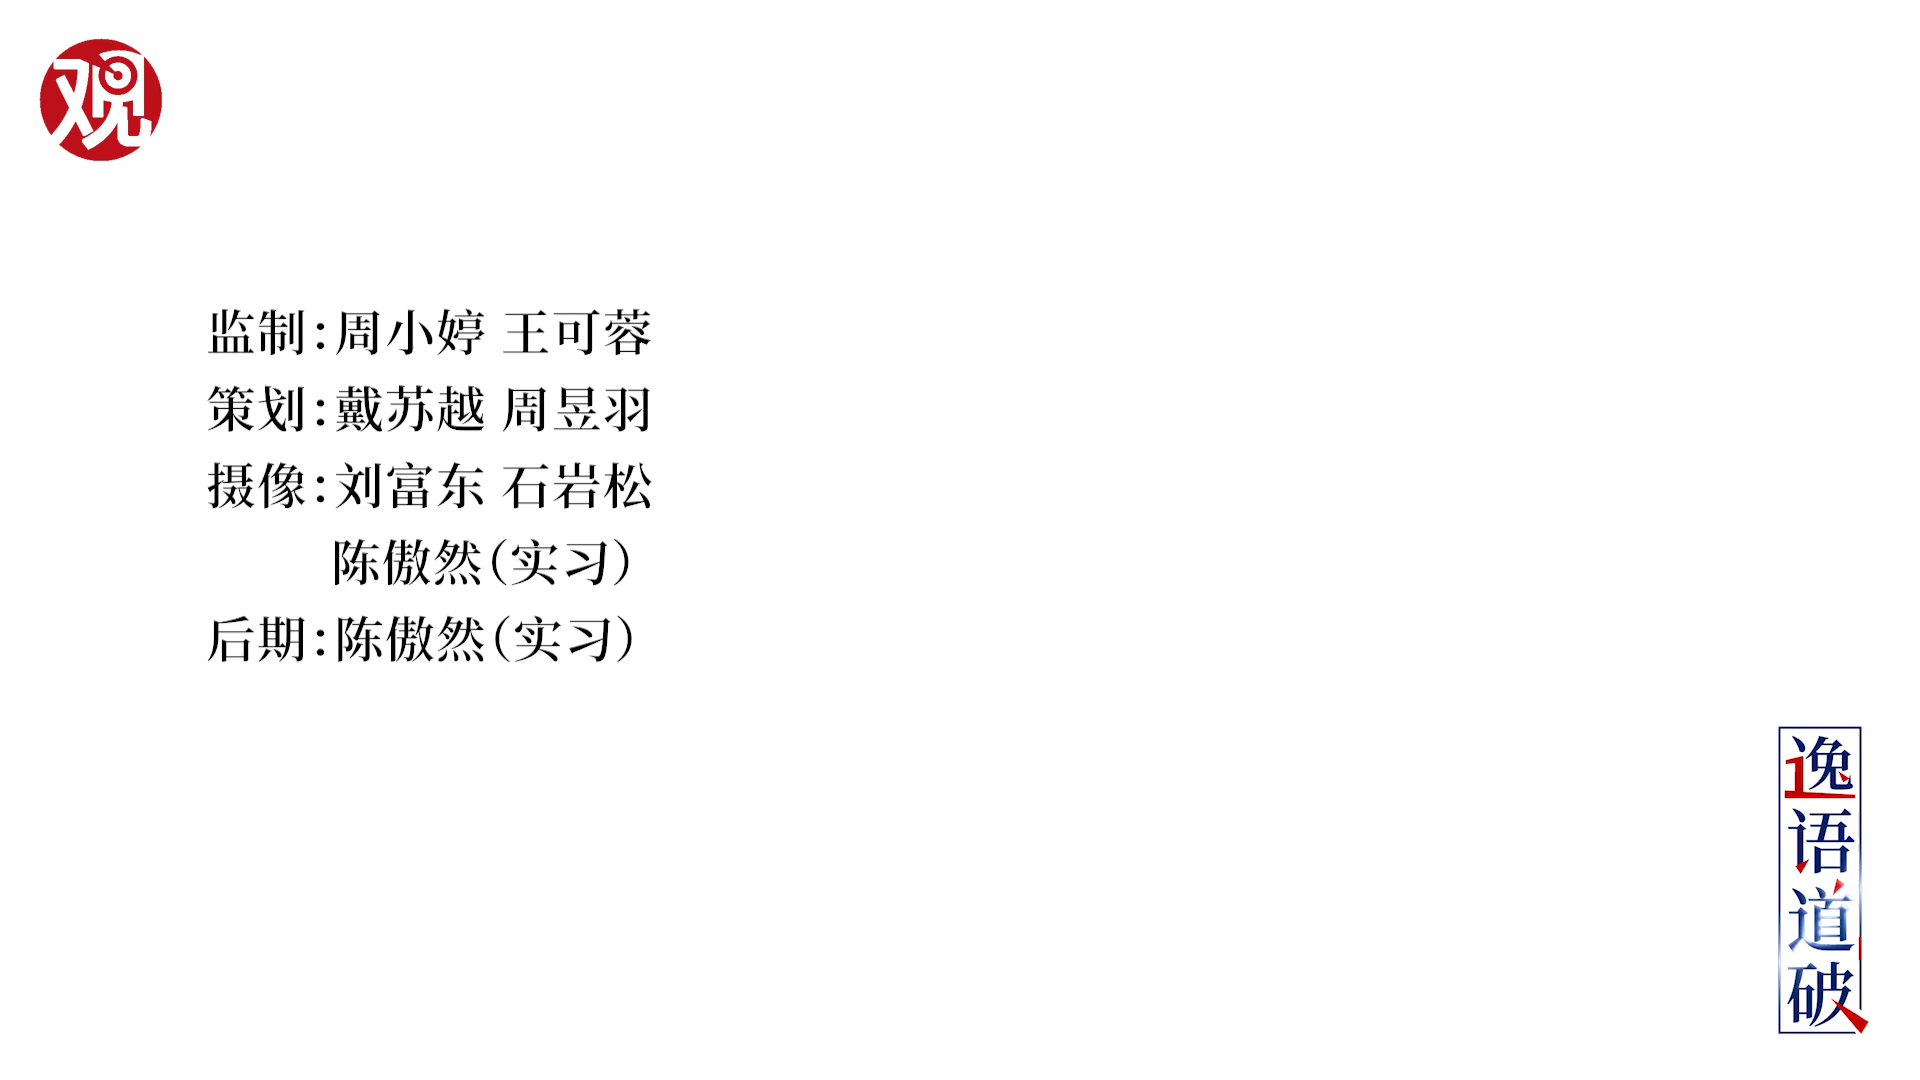 观
监制:周小婷 王可蓉
策划:戴苏越 周昱羽
摄像:刘富东 石岩松
陈傲然(实习)
后期:陈傲然(实习)
逸语道破